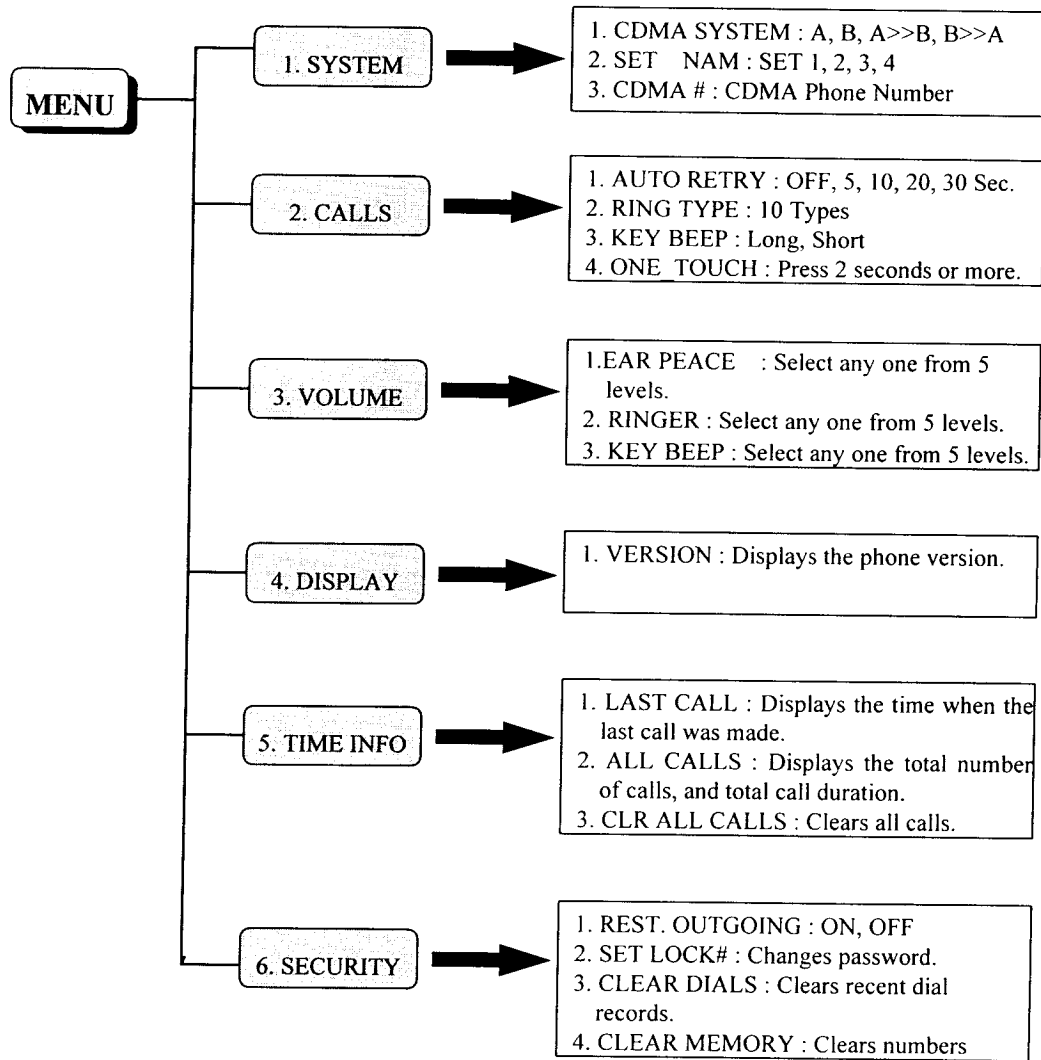 MENU
1. SYSTEM
1. CDMA SYSTEM : A, B, A>>B, B>>A
2. SET NAM : SET 1, 2, 3, 4
3. CDMA # : CDMA Phone Number
2. CALLS
1. AUTO RETRY : OFF, 5, 10, 20, 30 Sec.
2. RING TYPE : 10 Types
3. KEY BEEP : Long, Short
4. ONE_TOUCH : Press 2 seconds or more.
3. VOLUME
1.EAR PEACE : Select any one from 5
levels.
2. RINGER : Select any one from 5 levels.
3. KEY BEEP : Select any one from 5 levels.
4. DISPLAY
1. VERSION : Displays the phone version.
5. TIME INFO
1. LAST CALL : Displays the time when the
last call was made.
2. ALL CALLS : Displays the total number
of calls, and total call duration.
3. CLR ALL CALLS : Clears all calls.
6. SECURITY
1. REST. OUTGOING : ON, OFF
2. SET LOCK# : Changes password.
3. CLEAR DIALS : Clears recent dial
records.
4. CLEAR MEMORY : Clears numbers